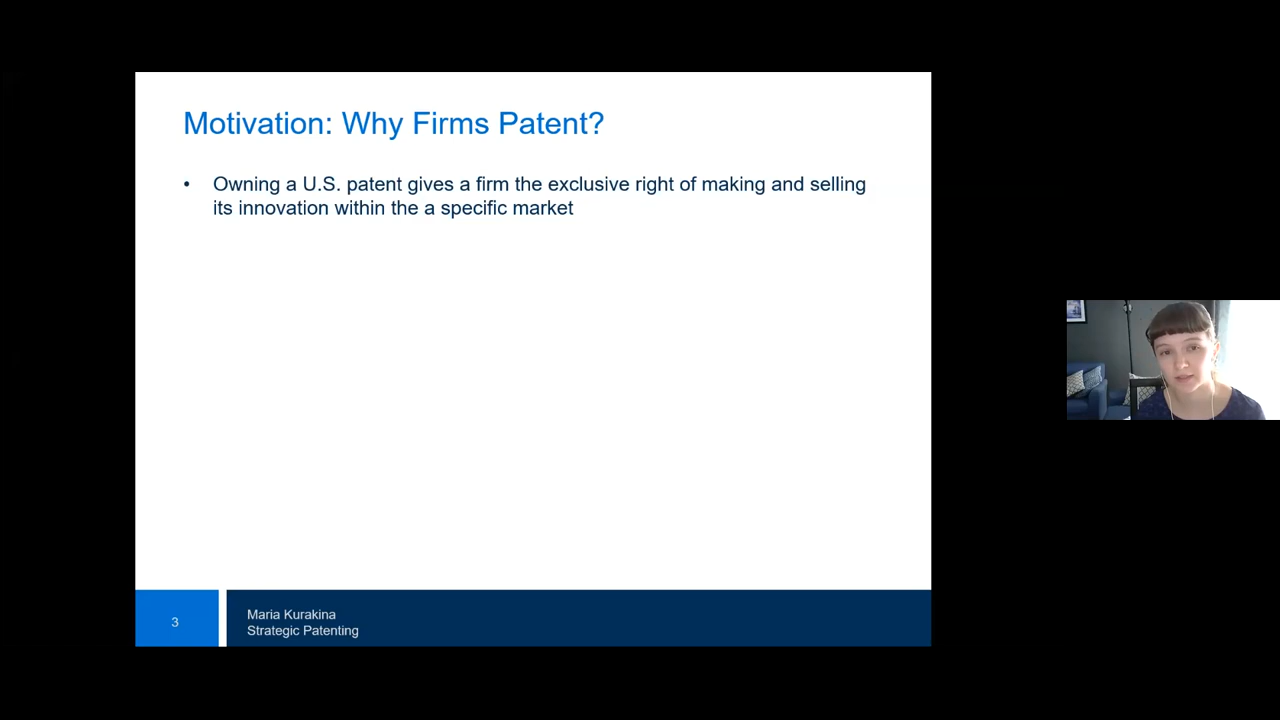 Motivation: Why Firms Patent?
• Owning a U.S. patent gives a firm the exclusive right of making and selling
its innovation within the a specific market
3
Maria Kurakina
Strategic Patenting